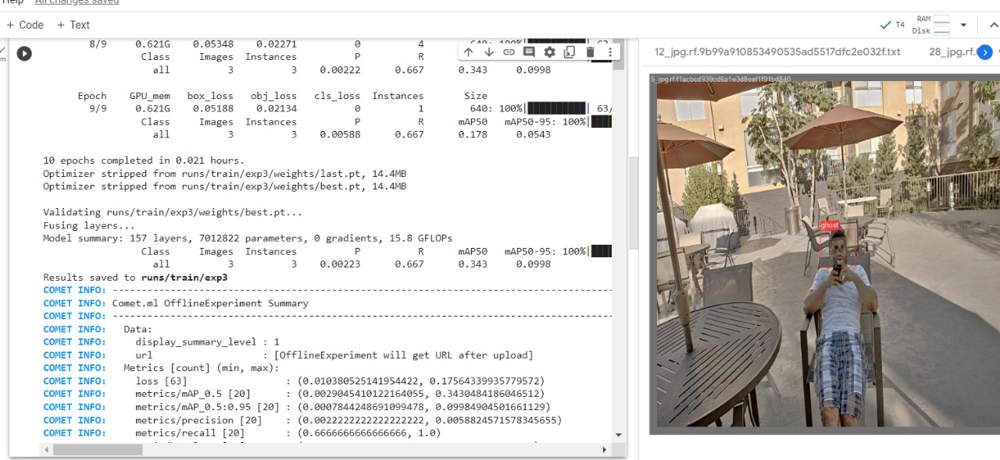 Help All changes saved
+ Code + Text
T4 RAM
Disk
8/9 0.621G 0.05348 0.02271 0 4 640: 100%
Class Images Instances P R
all 3 3 0.00222 0.667 0.343 0.0998
Epoch GPU_mem box_loss obj_loss cls_loss Instances Size
9/9 0.621G 0.05188 0.02134 0 1 640: 100%| | 63/
Class Images Instances P R mAP50 mAP50-95: 100%|
all 3 3 0.00588 0.667 0.178 0.0543
10 epochs completed in 0.021 hours.
Optimizer stripped from runs/train/exp3/weights/last.pt, 14.4MB
Optimizer stripped from runs/train/exp3/weights/best.pt, 14.4MB
Validating runs/train/exp3/weights/best.pt...
Fusing layers...
Model summary: 157 layers, 7012822 parameters, 0 gradients, 15.8 GFLOPs
Class Images Instances P R mAP50 mAP50-95: 100%|
all 3 3 0.00223 0.667 0.343 0.0998
Results saved to runs/train/exp3
COMET INFO: ---------------------------------------------------------------------------------------
COMET INFO: Comet.ml OfflineExperiment Summary
COMET INFO: ---------------------------------------------------------------------------------------
COMET INFO: Data:
COMET INFO: display_summary_level : 1
COMET INFO: url : [OfflineExperiment will get URL after upload]
COMET INFO: Metrics [count] (min, max):
COMET INFO: loss [63] : (0.010380525141954422, 0.17564339935779572)
COMET INFO: metrics/mAP_0.5 [20] : (0.0029045410122164055, 0.3430484186046512)
COMET INFO: metrics/mAP_0.5:0.95 [20] : (0.0007844248691099478, 0.09984904501661129)
COMET INFO: metrics/precision [20] : (0.0022222222222222222, 0.0058824571578345655)
COMET INFO: metrics/recall [20] : (0.6666666666666666, 1.0)
12_jpg.rf.9b99a910853490535ad5517dfc2e032f.txt 28_jpg.rf.
5_jpg.rf.f1acbcd939cd6a1e3d8eef1f91bd840
ghost